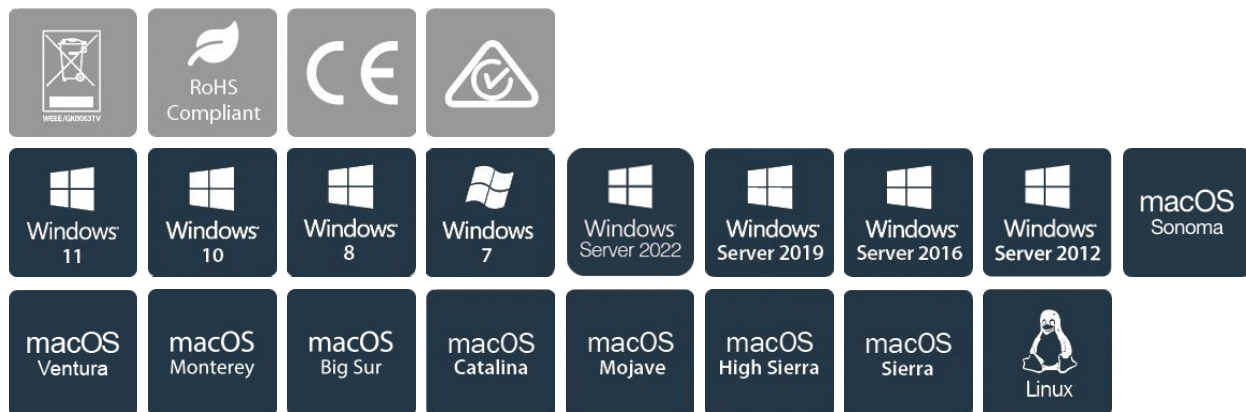 WEEE/GK0063TV
RoHS
Compliant
CE
Windows
11
Windows
10
Windows
8
Windows
7
Windows
Server 2022
Windows
Server 2019
Windows
Server 2016
Windows
Server 2012
macOS
Sonoma
macOS
Ventura
macOS
Monterey
macOS
Big Sur
macOS
Catalina
macOS
Mojave
macOS
High Sierra
macOS
Sierra
Linux